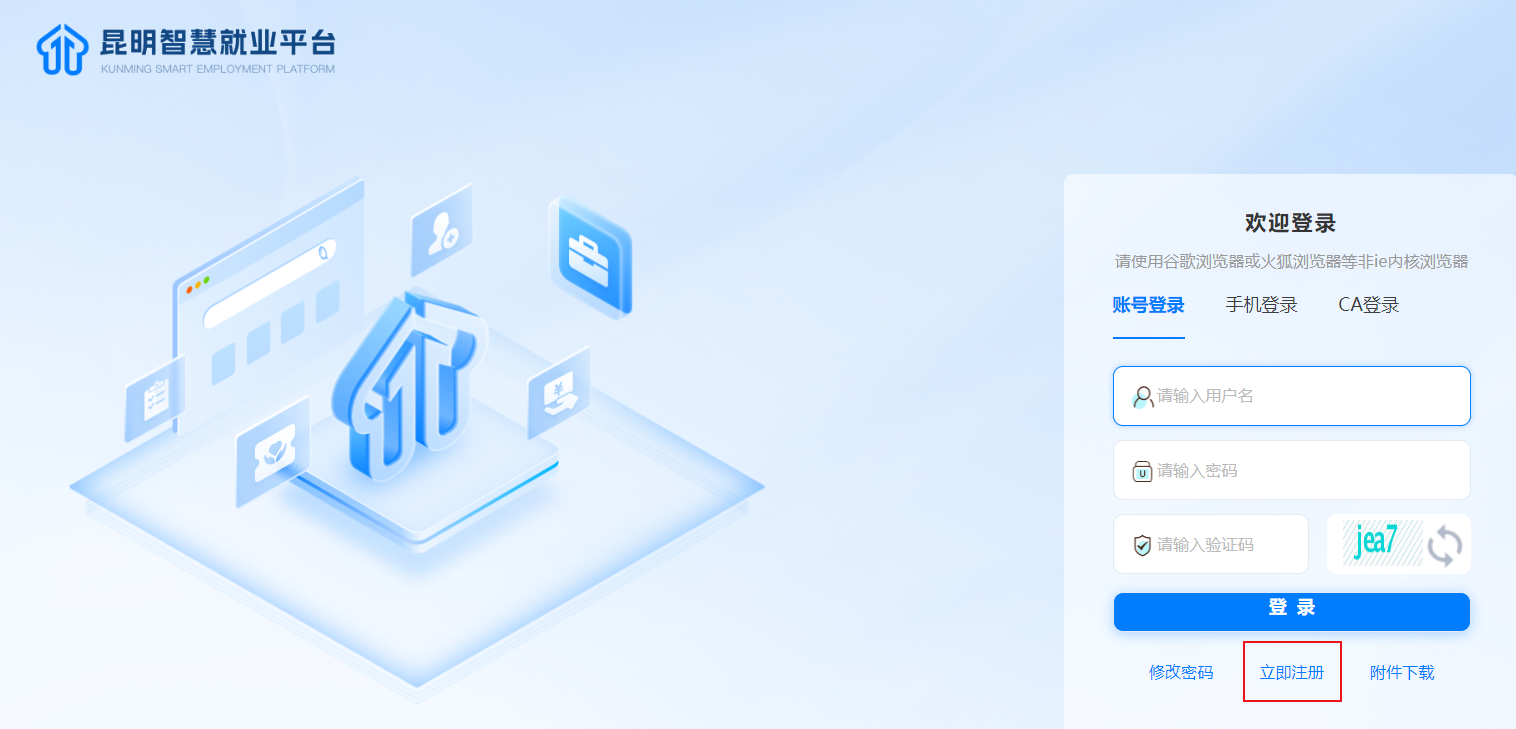 昆明智慧就业平台
KUNMING SMART EMPLOYMENT PLATFORM
欢迎登录
请使用谷歌浏览器或火狐浏览器等非ie内核浏览器
账号登录 手机登录 CA登录
请输入用户名
请输入密码
请输入验证码 jea7
登 录
修改密码 立即注册 附件下载